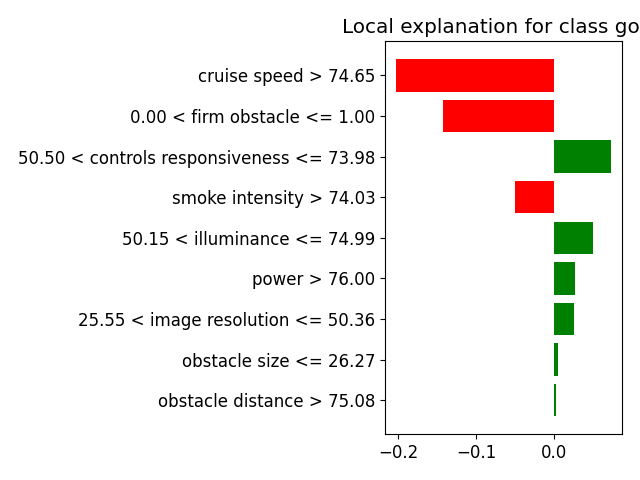 Local explanation for class go
cruise speed > 74.65
0.00 < firm obstacle <= 1.00
50.50 < controls responsiveness <= 73.98
smoke intensity > 74.03
50.15 < illuminance <= 74.99
power > 76.00
25.55 < image resolution <= 50.36
obstacle size <= 26.27
obstacle distance > 75.08
−0.2 −0.1 0.0